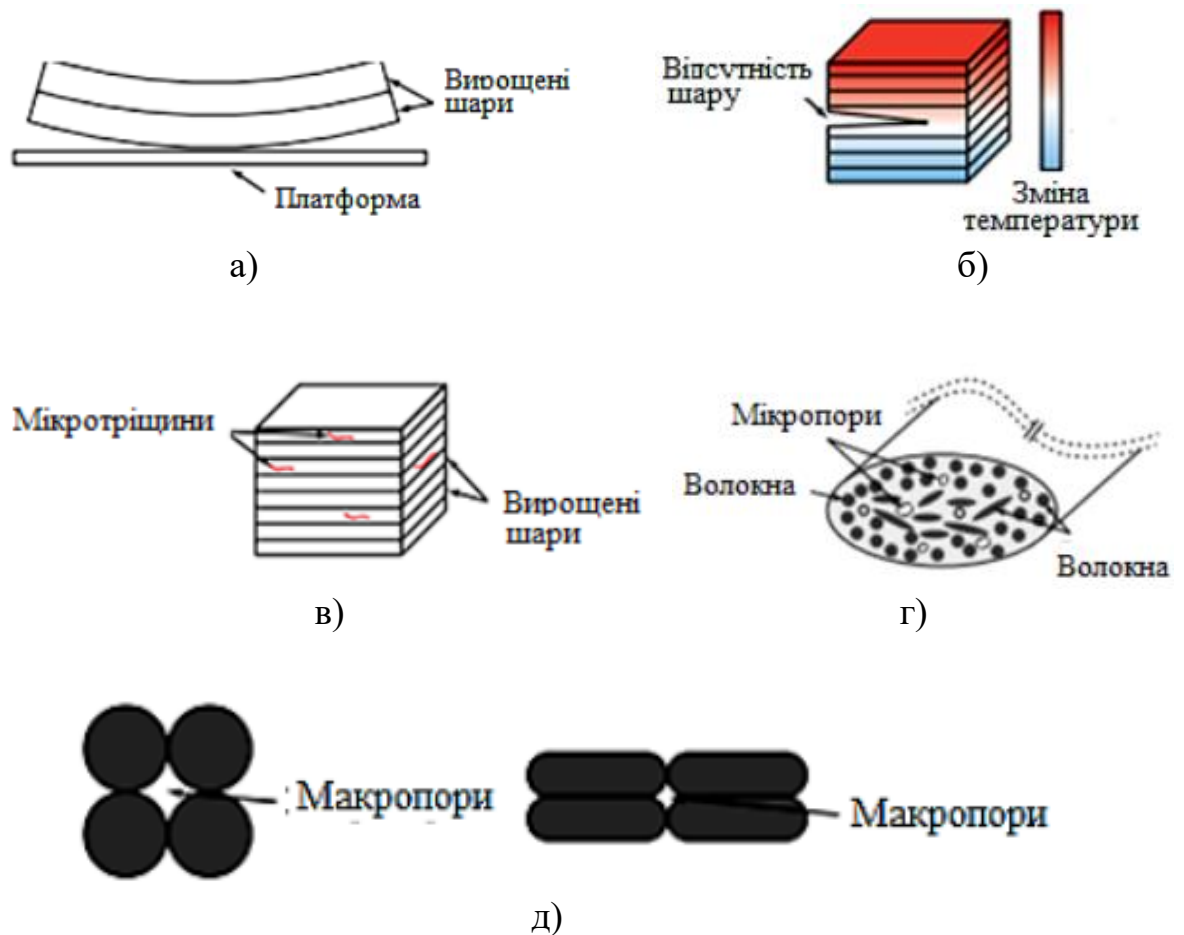 Вирощені
шари
Платформа
а)
Відсутність
шару
Зміна
температури
б)
Мікротріщини
Вирощені
шари
в)
Мікропори
Волокна
Волокна
г)
Макропори
Макропори
д)